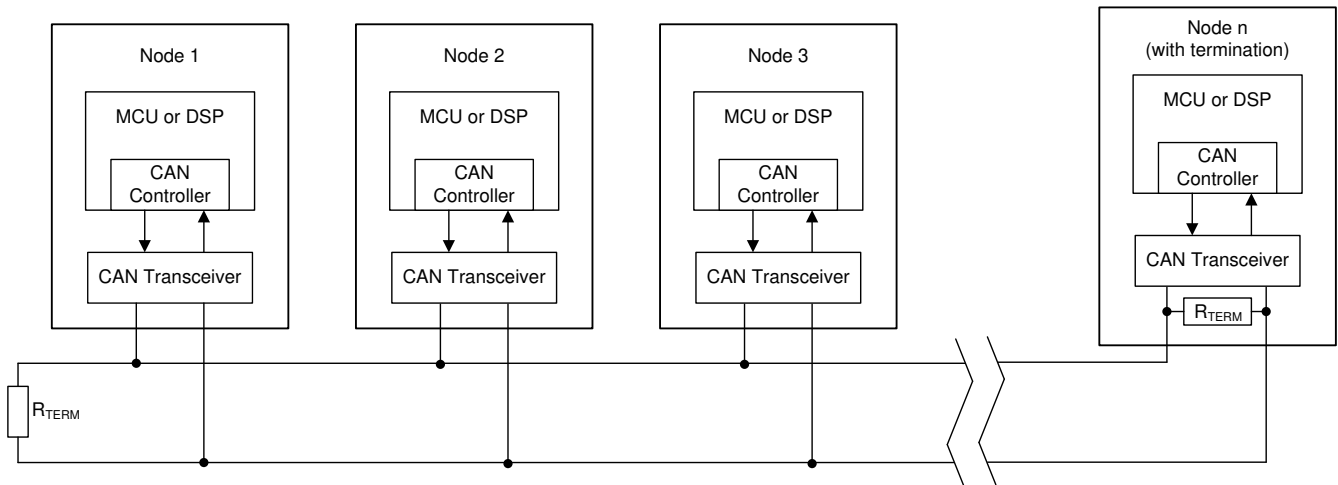 Node 1
MCU or DSP
CAN
Controller
CAN Transceiver
Node 2
MCU or DSP
CAN
Controller
CAN Transceiver
Node 3
MCU or DSP
CAN
Controller
CAN Transceiver
Node n
(with termination)
MCU or DSP
CAN
Controller
CAN Transceiver
RTERM
RTERM